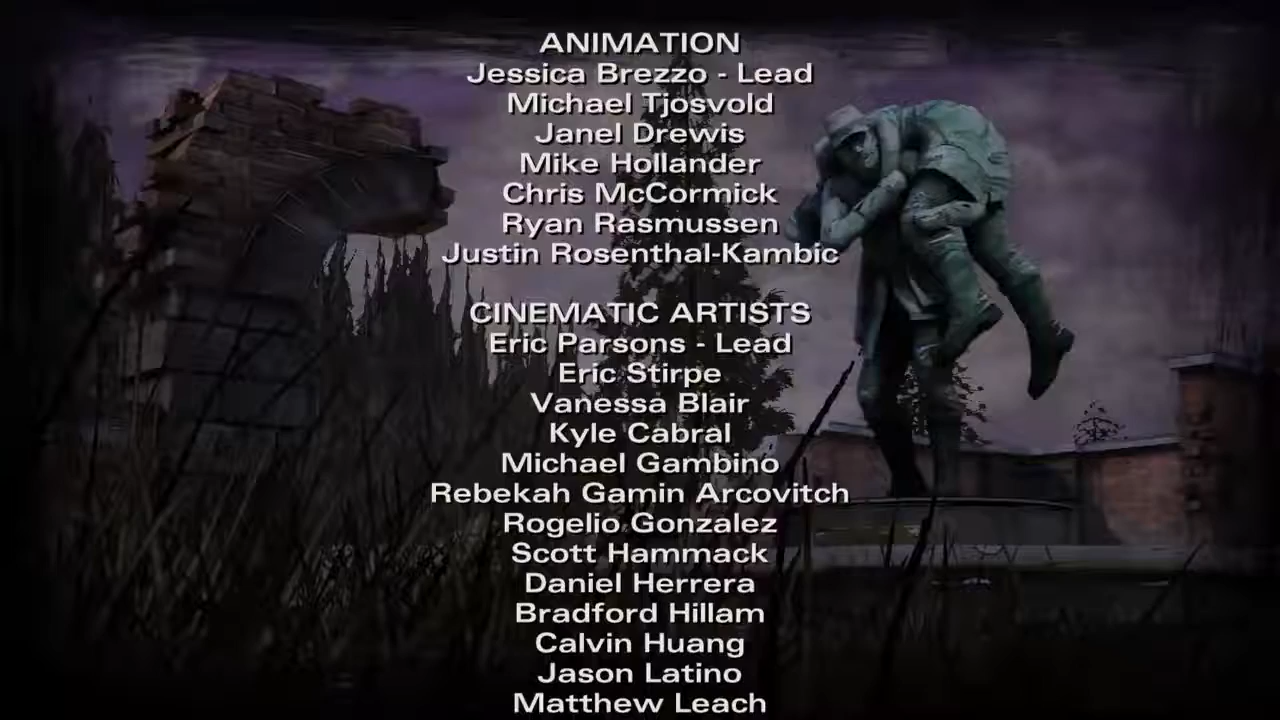 ANIMATION
Jessica Brezzo - Lead
Michael Tjosvold
Janel Drewis
Mike Hollander
Chris McCormick
Ryan Rasmussen
Justin Rosenthal-Kambic
CINEMATIC ARTISTS
Eric Parsons - Lead
Eric Stirpe
Vanessa Blair
Kyle Cabral
Michael Gambino
Rebekah Gamin Arcovitch
Rogelio Gonzalez
Scott Hammack
Daniel Herrera
Bradford Hillam
Calvin Huang
Jason Latino
Matthew Leach